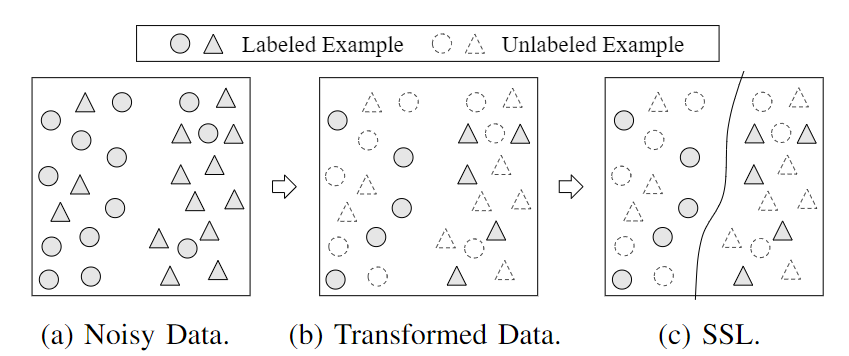 Labeled Example Unlabeled Example
(a) Noisy Data. (b) Transformed Data. (c) SSL.